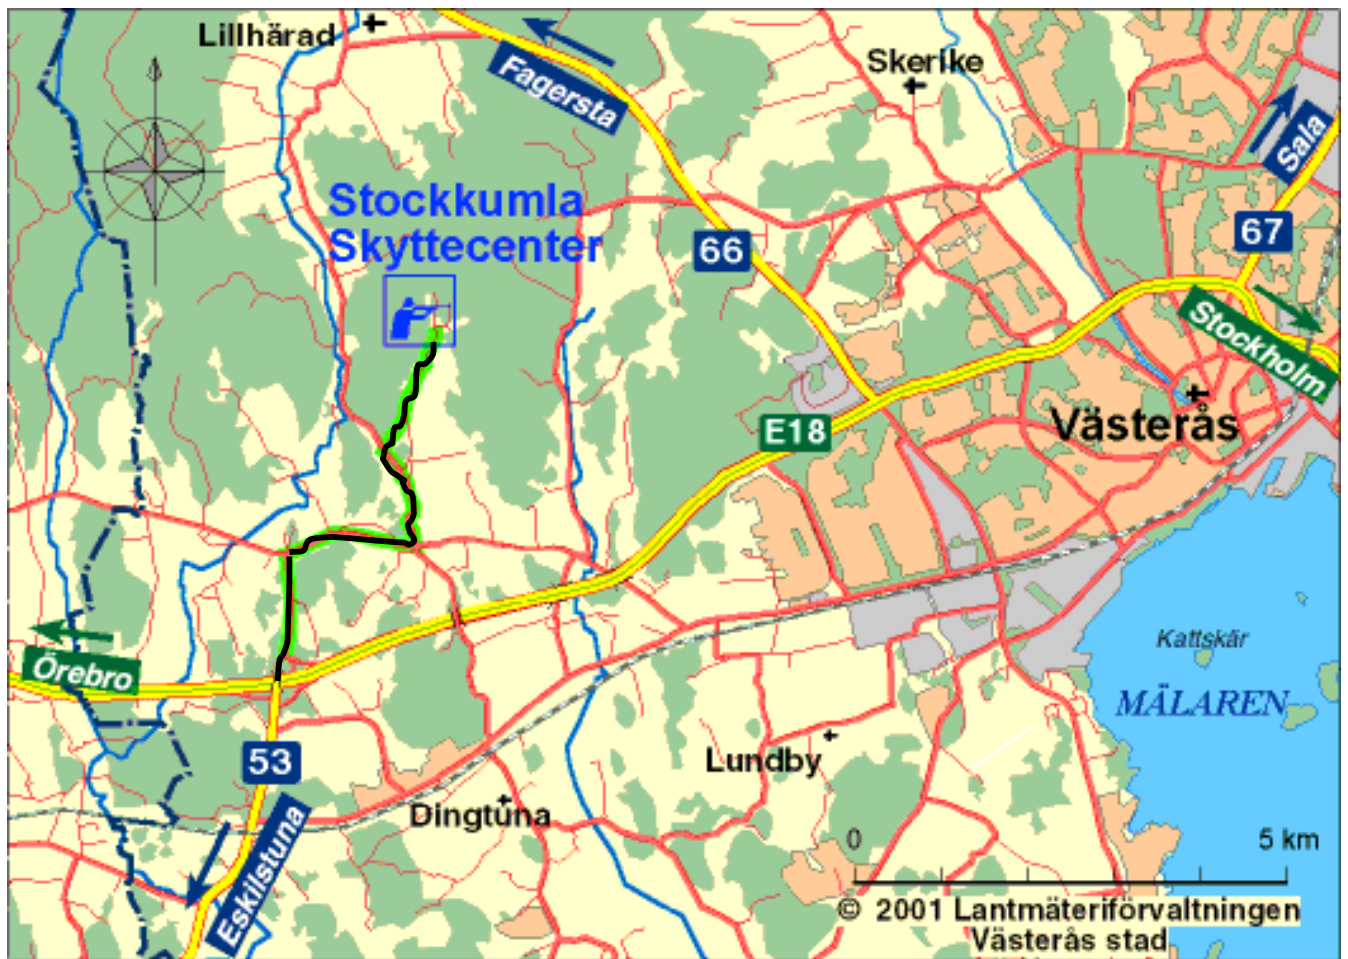 Lillhärad
Fagersta
Skerike
Sala
Stockkumla
Skyttecenter
66
67
Stockholm
E18
Västerås
Örebro
Kattskär
MÄLAREN
53
Lundby
Dingtuna
Eskilstuna
0 5 km
© 2001 Lantmäteriförvaltningen
Västerås stad